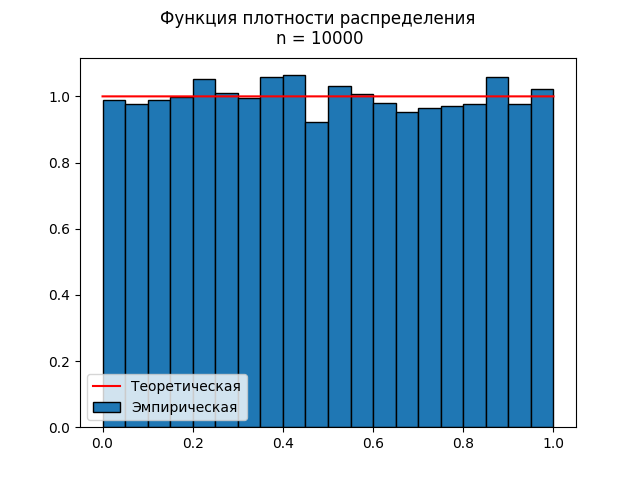 Функция плотности распределения
n = 10000
1.0
0.8
0.6
0.4
0.2
0.0
Теоретическая
Эмпирическая
0.0 0.2 0.4 0.6 0.8 1.0